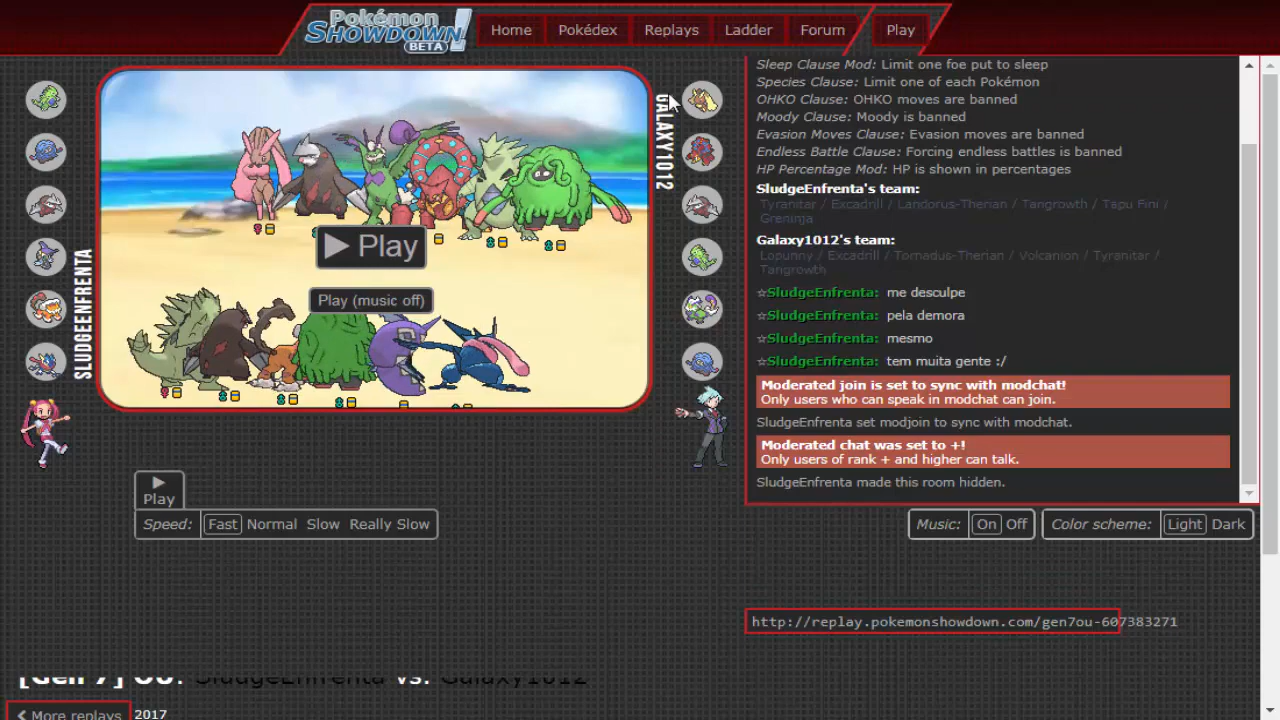 Pokémon
SHOWDOWN!
BETA
Home
Pokédex
Replays
Ladder
Forum
Play
SLUDGEENFRENTA
GALAXY1012
Play
Play (music off)
Sleep Clause Mod: Limit one foe put to sleep
Species Clause: Limit one of each Pokémon
OHKO Clause: OHKO moves are banned
Moody Clause: Moody is banned
Evasion Moves Clause: Evasion moves are banned
Endless Battle Clause: Forcing endless battles is banned
HP Percentage Mod: HP is shown in percentages
SludgeEnfrenta's team:
Tyranitar / Excadrill / Landorus-Therian / Tangrowth / Tapu Fini /
Greninja
Galaxy1012's team:
Lopunny / Excadrill / Tornadus-Therian / Volcanion / Tyranitar /
Tangrowth
☆SludgeEnfrenta: me desculpe
☆SludgeEnfrenta: pela demora
☆SludgeEnfrenta: mesmo
☆SludgeEnfrenta: tem muita gente :/
Moderated join is set to sync with modchat!
Only users who can speak in modchat can join.
SludgeEnfrenta set modjoin to sync with modchat.
Moderated chat was set to +!
Only users of rank + and higher can talk.
SludgeEnfrenta made this room hidden.
Play
Speed: Fast Normal Slow Really Slow
Music: On Off
Color scheme: Light Dark
http://replay.pokemonshowdown.com/gen7ou-607383271
[Gen 7] OU: SludgeEnfrenta vs. Galaxy1012
More replays
2017